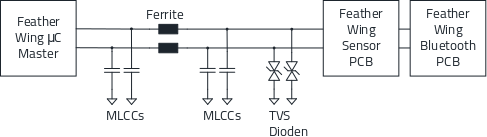 Feather
Wing µC
Master
Ferrite
Feather
Wing
Sensor
PCB
Feather
Wing
Bluetooth
PCB
MLCCs
MLCCs
TVS
Dioden